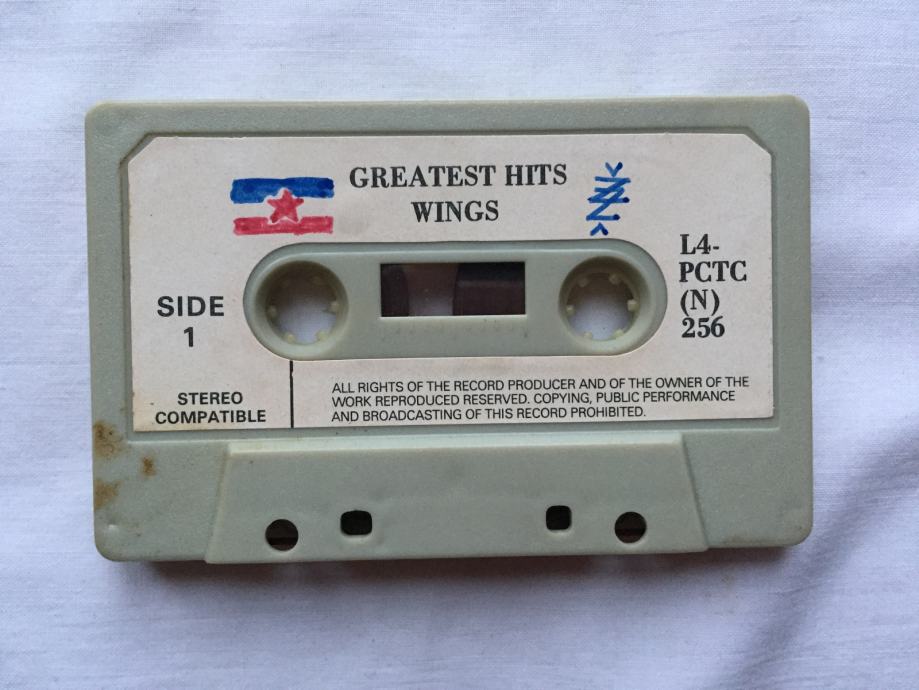 GREATEST HITS
WINGS
L4-
PCTC
(N)
256
SIDE
1
STEREO
COMPATIBLE
ALL RIGHTS OF THE RECORD PRODUCER AND OF THE OWNER OF THE
WORK REPRODUCED RESERVED. COPYING, PUBLIC PERFORMANCE
AND BROADCASTING OF THIS RECORD PROHIBITED.